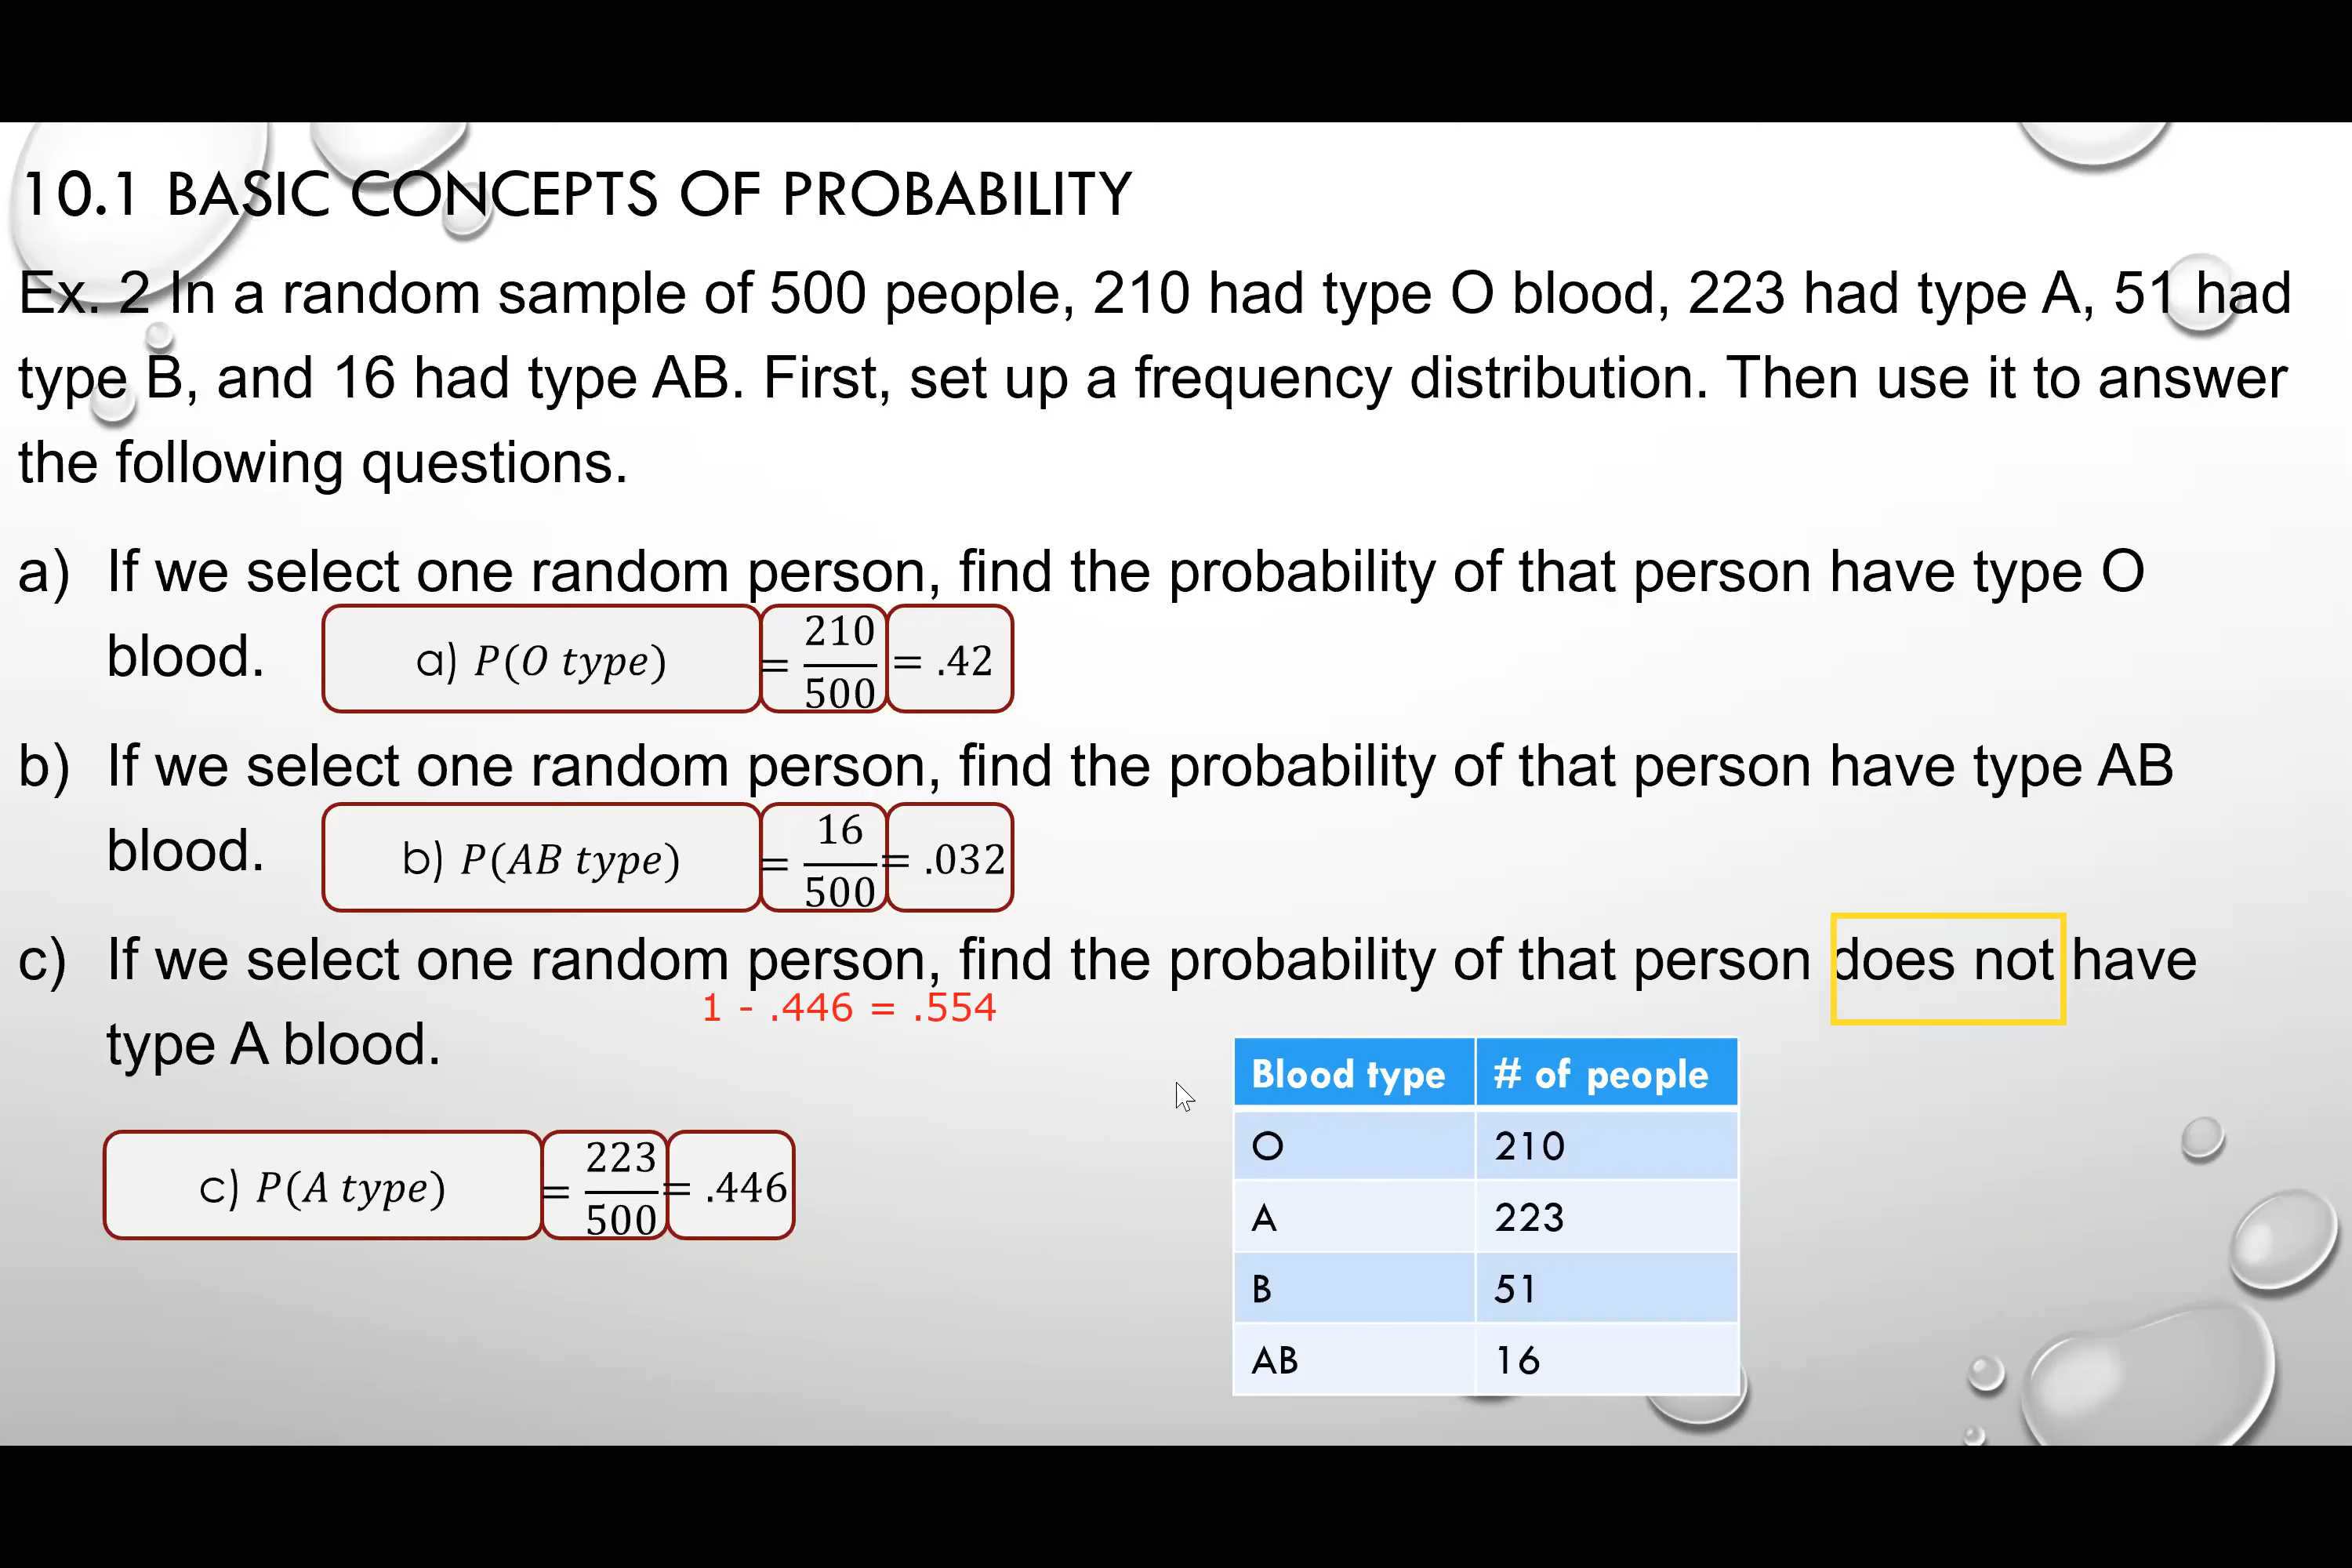 10.1 BASIC CONCEPTS OF PROBABILITY
Ex. 2 In a random sample of 500 people, 210 had type O blood, 223 had type A, 51 had
type B, and 16 had type AB. First, set up a frequency distribution. Then use it to answer
the following questions.
a) If we select one random person, find the probability of that person have type O
blood.
a) P(O type) = 210/500 = .42
b) If we select one random person, find the probability of that person have type AB
blood.
b) P(AB type) = 16/500 = .032
c) If we select one random person, find the probability of that person does not have
1 - .446 = .554
type A blood.
c) P(A type) = 223/500 = .446
Blood type # of people
O 210
A 223
B 51
AB 16